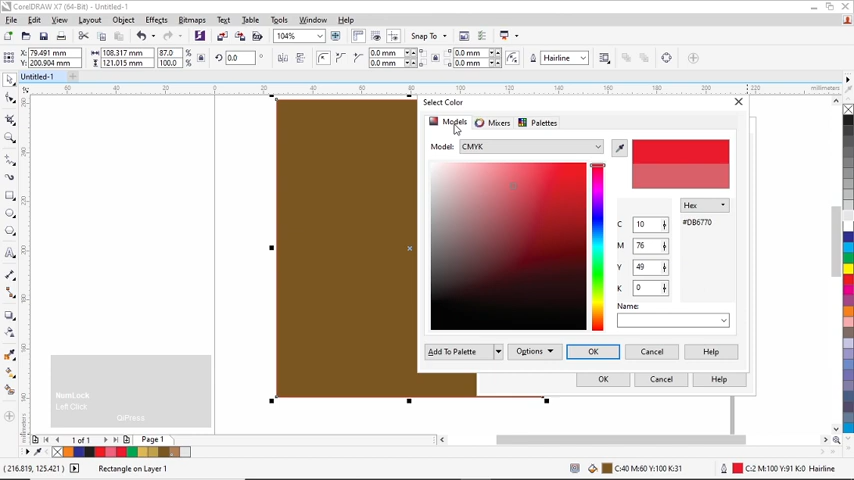 CorelDRAW X7 (64-Bit) - Untitled-1
File Edit View Layout Object Effects Bitmaps Text Table Tools Window Help
104% Snap To
X: 79.491 mm 108.317 mm 87.0 % 0.0 ° 0.0 mm 0.0 mm Hairline
Y: 200.904 mm 121.015 mm 100.0 % 0.0 mm 0.0 mm
Untitled-1
millimeters
Select Color
Models Mixers Palettes
Model: CMYK
Hex
C 10 #DB6770
M 76
Y 49
K 0
Name:
Add To Palette Options OK Cancel Help
OK Cancel Help
NumLock
Left Click
QiPress
1 of 1 Page 1
( 216.819, 125.421 ) Rectangle on Layer 1 C:40 M:60 Y:100 K:31 C:2 M:100 Y:91 K:0 Hairline